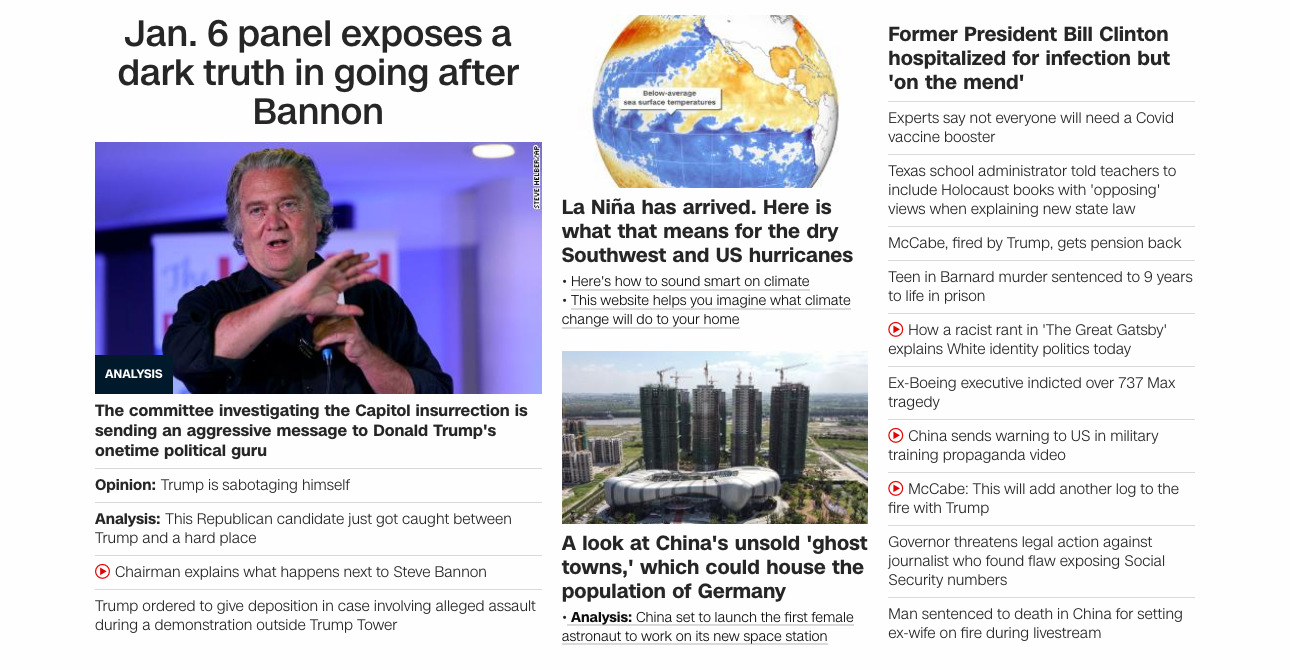 Jan. 6 panel exposes a
dark truth in going after
Bannon
STEVE HELBER/AP
The
ANALYSIS
The committee investigating the Capitol insurrection is
sending an aggressive message to Donald Trump's
onetime political guru
Opinion: Trump is sabotaging himself
Analysis: This Republican candidate just got caught between
Trump and a hard place
Chairman explains what happens next to Steve Bannon
Trump ordered to give deposition in case involving alleged assault
during a demonstration outside Trump Tower
Below-average
sea surface temperatures
La Niña has arrived. Here is
what that means for the dry
Southwest and US hurricanes
• Here's how to sound smart on climate
• This website helps you imagine what climate
change will do to your home
A look at China's unsold 'ghost
towns,' which could house the
population of Germany
• Analysis: China set to launch the first female
astronaut to work on its new space station
Former President Bill Clinton
hospitalized for infection but
'on the mend'
Experts say not everyone will need a Covid
vaccine booster
Texas school administrator told teachers to
include Holocaust books with 'opposing'
views when explaining new state law
McCabe, fired by Trump, gets pension back
Teen in Barnard murder sentenced to 9 years
to life in prison
How a racist rant in 'The Great Gatsby'
explains White identity politics today
Ex-Boeing executive indicted over 737 Max
tragedy
China sends warning to US in military
training propaganda video
McCabe: This will add another log to the
fire with Trump
Governor threatens legal action against
journalist who found flaw exposing Social
Security numbers
Man sentenced to death in China for setting
ex-wife on fire during livestream